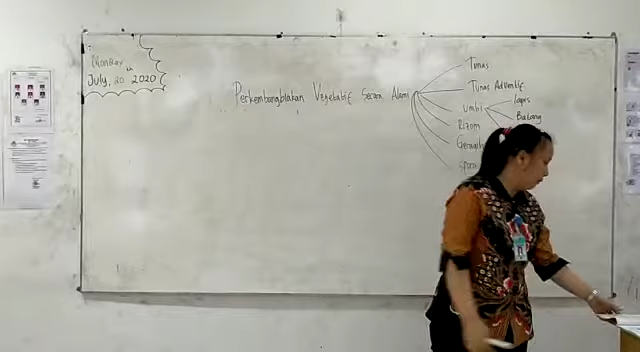 Monday
July, 20 2020
Perkembangbiakan Vegetatif Secara Alami
Tunas
Tunas Adventif
umbi
lapis
Batang
Rizom
Geragih
spora